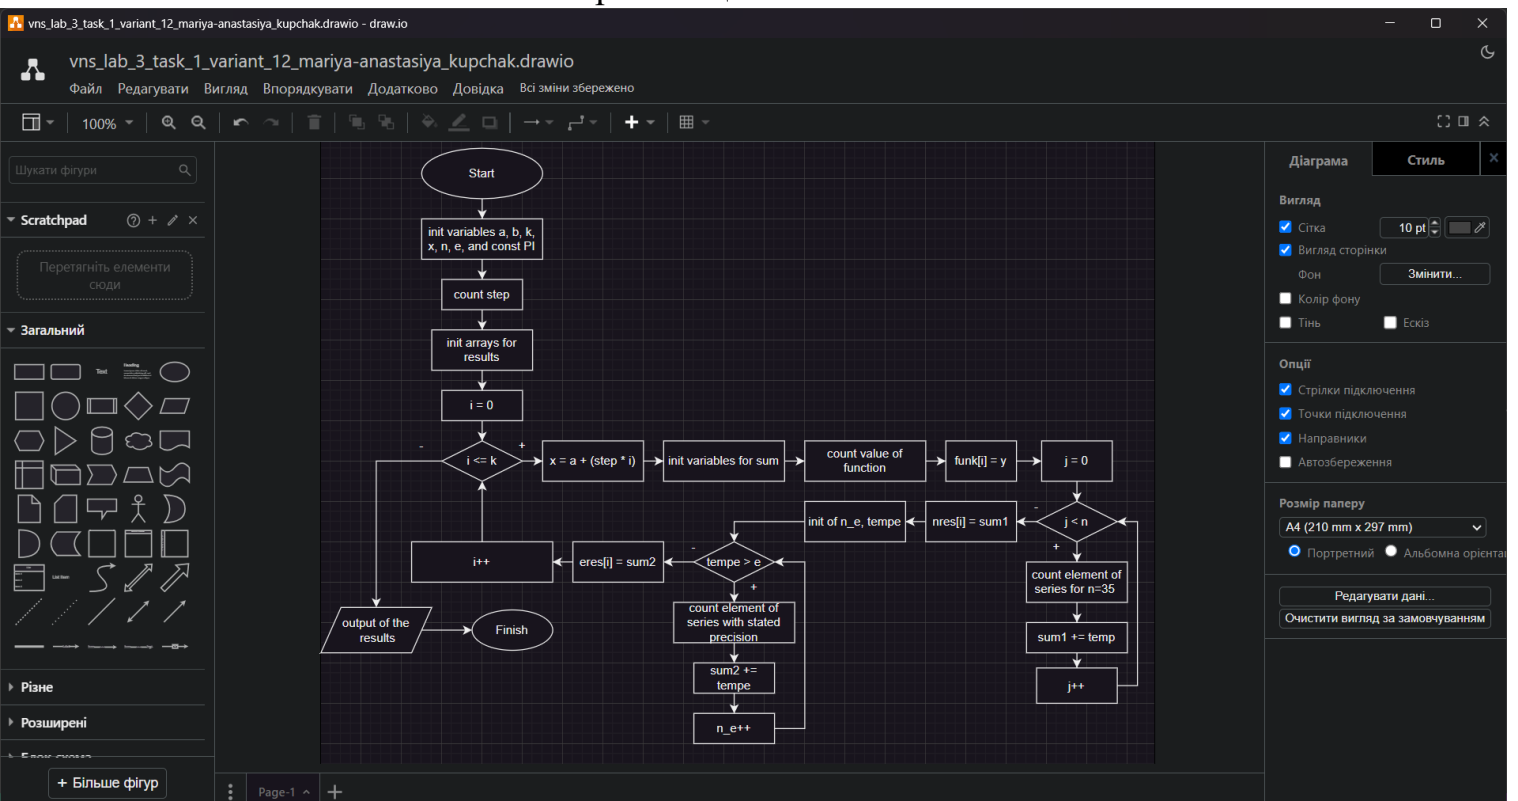 vns_lab_3_task_1_variant_12_mariya-anastasiya_kupchak.drawio - draw.io
vns_lab_3_task_1_variant_12_mariya-anastasiya_kupchak.drawio
Файл Редагувати Вигляд Впорядкувати Додатково Довідка Всі зміни збережено
100%
Шукати фігури
Scratchpad
Перетягніть елементи
сюди
Загальний
Text
Heading
List Item
Різне
Розширені
Блок-схема
+ Більше фігур
Start
init variables a, b, k,
x, n, e, and const PI
count step
init arrays for
results
i = 0
-
i <= k
+
x = a + (step * i)
init variables for sum
count value of
function
funk[i] = y
j = 0
-
j < n
+
nres[i] = sum1
init of n_e, tempe
count element of
series for n=35
sum1 += temp
j++
-
tempe > e
+
eres[i] = sum2
i++
count element of
series with stated
precision
sum2 +=
tempe
n_e++
output of the
results
Finish
Page-1
Діаграма Стиль
Вигляд
Сітка 10 pt
Вигляд сторінки
Фон Змінити...
Колір фону
Тінь Ескіз
Опції
Стрілки підключення
Точки підключення
Направники
Автозбереження
Розмір паперу
A4 (210 mm x 297 mm)
Портретний Альбомна орієнтаı
Редагувати дані...
Очистити вигляд за замовчуванням